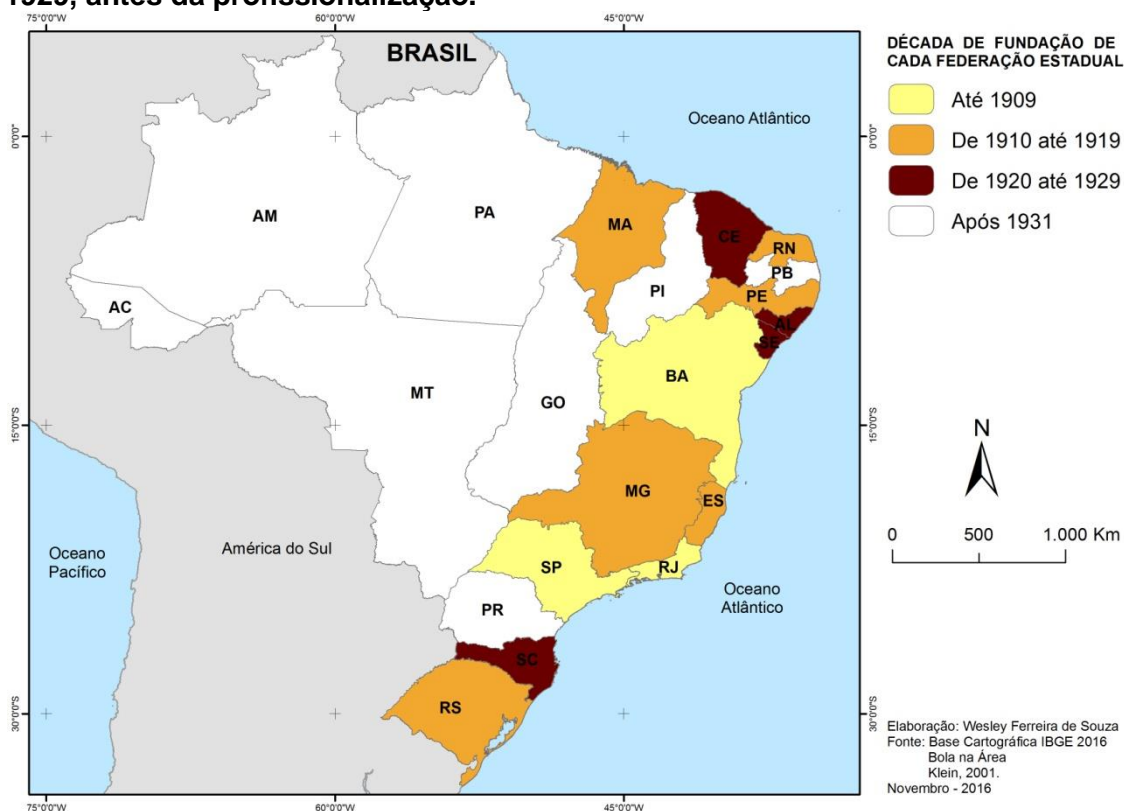 1929, antes da profissionalização.
75°0'0"W
60°0'0"W
45°0'0"W
BRASIL
DÉCADA DE FUNDAÇÃO DE
CADA FEDERAÇÃO ESTADUAL
Até 1909
De 1910 até 1919
De 1920 até 1929
Após 1931
Oceano Atlântico
0°0'0"
0°0'0"
AM
PA
MA
CE
RN
PB
PI
PE
AL
SE
AC
BA
MT
GO
15°0'0"S
15°0'0"S
N
MG
ES
0 500 1.000 Km
Oceano
Pacífico
América do Sul
SP
RJ
Oceano
Atlântico
PR
SC
RS
30°0'0"S
30°0'0"S
Elaboração: Wesley Ferreira de Souza
Fonte: Base Cartográfica IBGE 2016
Bola na Área
Klein, 2001.
Novembro - 2016
75°0'0"W
60°0'0"W
45°0'0"W